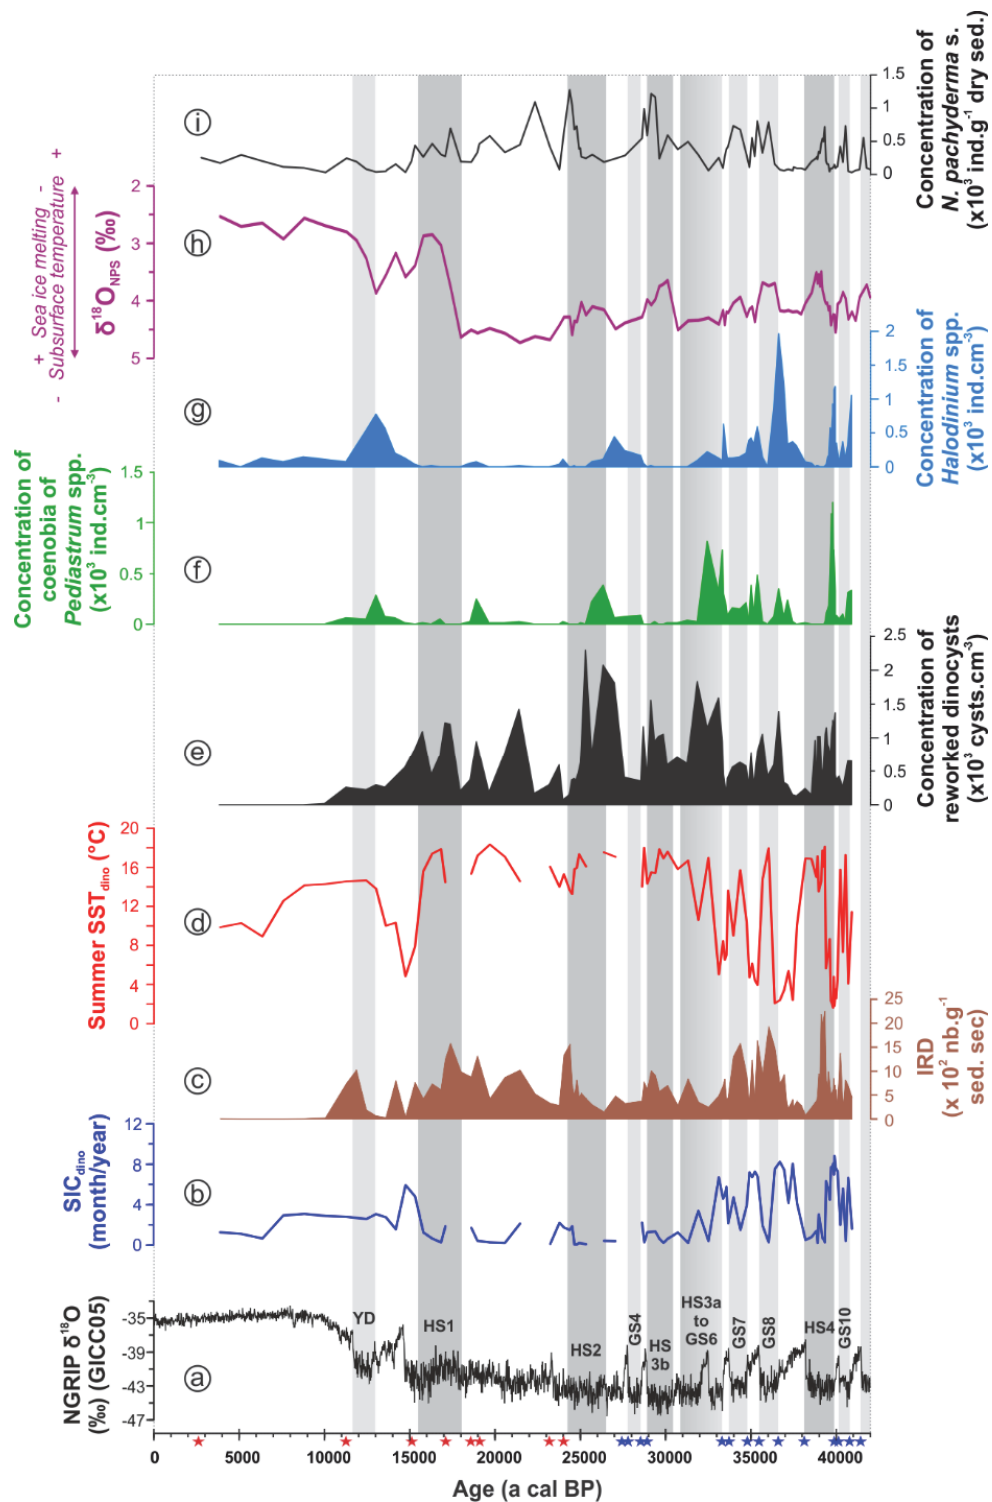 Concentration of
N. pachyderma s.
(x10³ ind.g⁻¹ dry sed.)
1.5
1
0.5
0
i
- Subsurface temperature +
+ Sea ice melting -
δ¹⁸O NPS (‰)
2
3
4
5
h
Concentration of
Halodinium spp.
(x10³ ind.cm⁻³)
2
1.5
1
0.5
0
g
Concentration of
coenobia of
Pediastrum spp.
(x10³ ind.cm⁻³)
1.5
1
0.5
0
f
Concentration of
reworked dinocysts
(x10³ cysts.cm⁻³)
2.5
2
1.5
1
0.5
0
e
Summer SST dino (°C)
20
16
12
8
4
0
d
IRD
(x 10² nb.g⁻¹
sed. sec)
25
20
15
10
5
0
c
SIC dino
(month/year)
12
8
4
0
b
NGRIP δ¹⁸O
(‰) (GICC05)
-35
-39
-43
-47
a
YD
HS1
HS2
GS4
HS
3b
HS3a
to
GS6
GS7
GS8
HS4
GS10
0 5000 10000 15000 20000 25000 30000 35000 40000
Age (a cal BP)